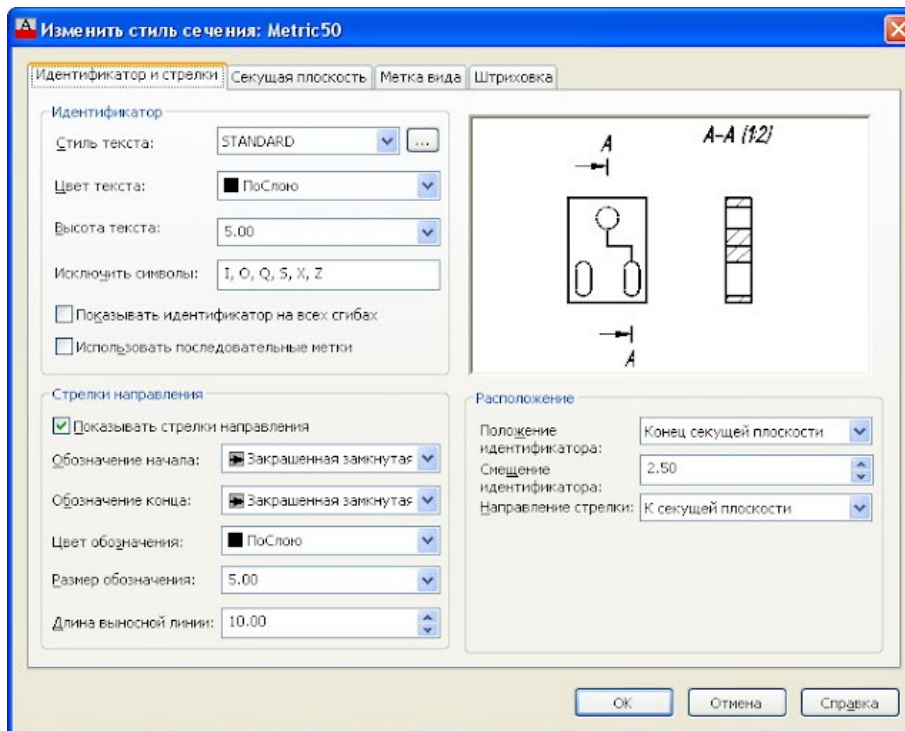 Изменить стиль сечения: Metric50
Идентификатор и стрелки
Секущая плоскость
Метка вида
Штриховка
Идентификатор
Стиль текста:
STANDARD
...
Цвет текста:
ПоСлою
Высота текста:
5.00
Исключить символы:
I, O, Q, S, X, Z
Показывать идентификатор на всех сгибах
Использовать последовательные метки
A
A-A (1:2)
A
Стрелки направления
Показывать стрелки направления
Обозначение начала:
Закрашенная замкнутая
Обозначение конца:
Закрашенная замкнутая
Цвет обозначения:
ПоСлою
Размер обозначения:
5.00
Длина выносной линии:
10.00
Расположение
Положение
идентификатора:
Конец секущей плоскости
Смещение
идентификатора:
2.50
Направление стрелки:
К секущей плоскости
ОК
Отмена
Справка